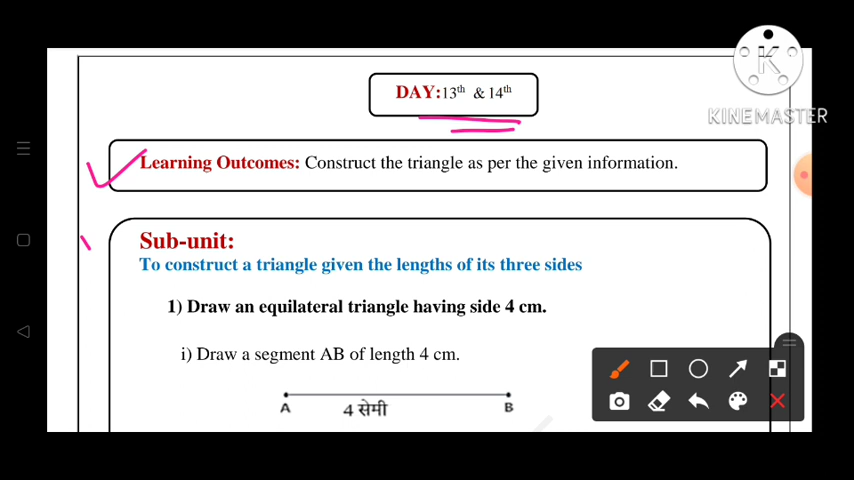 DAY:13th & 14th
KINEMASTER
Learning Outcomes: Construct the triangle as per the given information.
Sub-unit:
To construct a triangle given the lengths of its three sides
1) Draw an equilateral triangle having side 4 cm.
i) Draw a segment AB of length 4 cm.
A 4 सेमी B